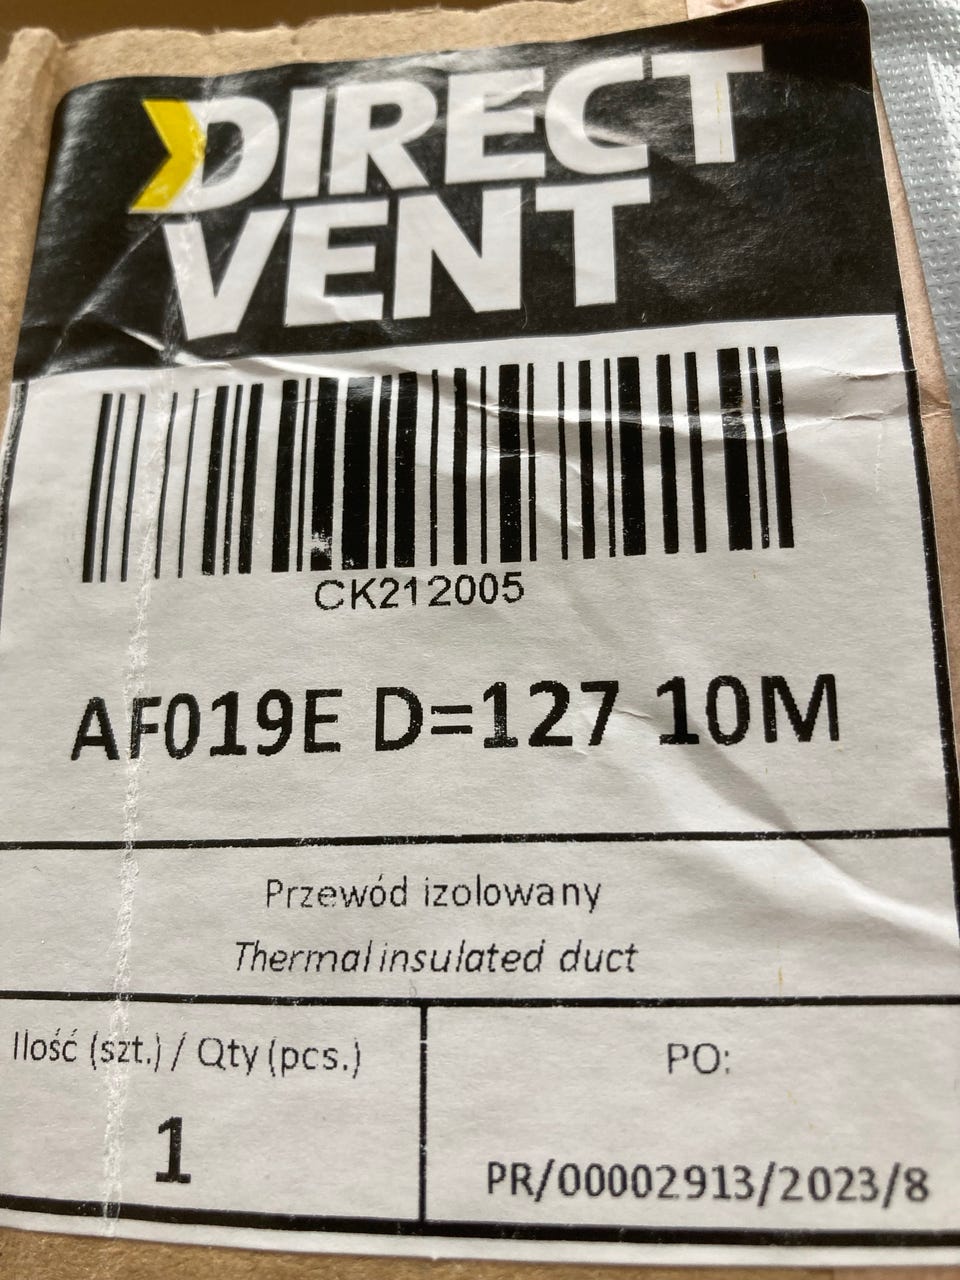 DIRECT
VENT
CK212005
AF019E D=127 10M
Przewód izolowany
Thermal insulated duct
Ilość (szt.) / Qty (pcs.)
1
PO:
PR/00002913/2023/8